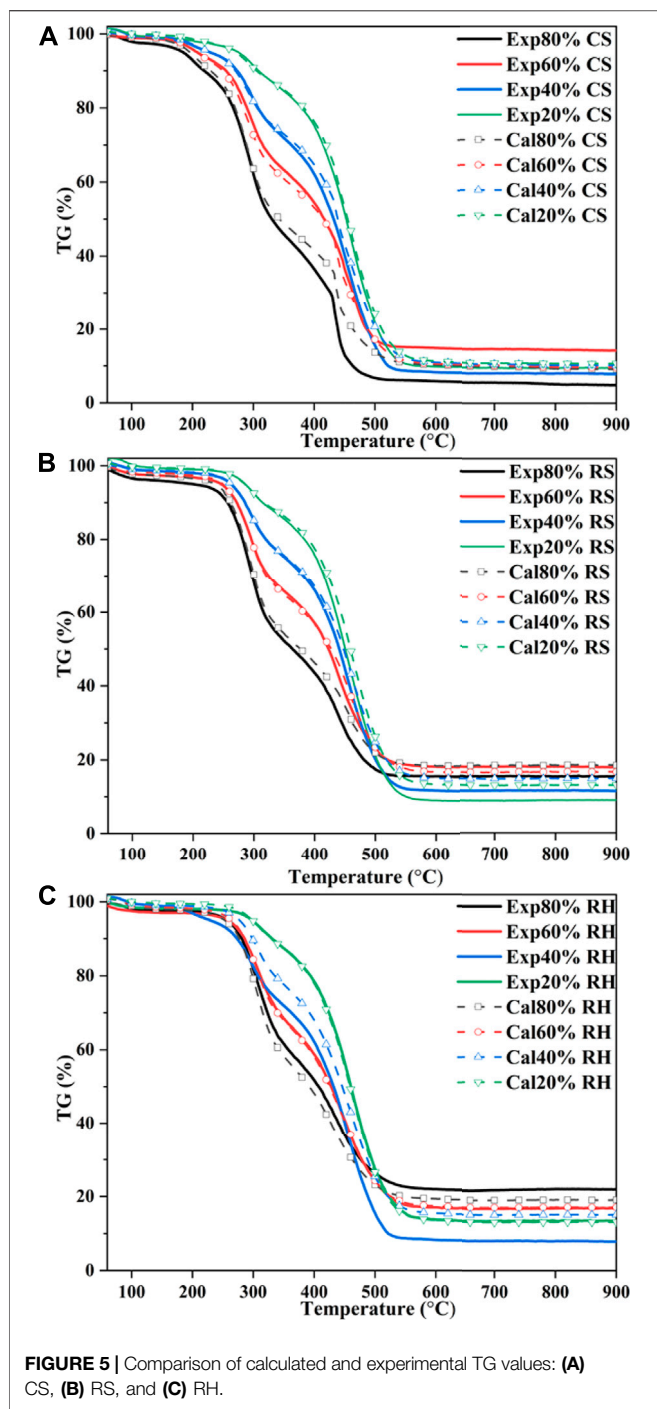 A
Exp80% CS
Exp60% CS
Exp40% CS
Exp20% CS
Cal80% CS
Cal60% CS
Cal40% CS
Cal20% CS
TG (%)
100
80
60
40
20
0
100 200 300 400 500 600 700 800 900
Temperature (°C)
B
Exp80% RS
Exp60% RS
Exp40% RS
Exp20% RS
Cal80% RS
Cal60% RS
Cal40% RS
Cal20% RS
TG (%)
100
80
60
40
20
0
100 200 300 400 500 600 700 800 900
Temperature (°C)
C
Exp80% RH
Exp60% RH
Exp40% RH
Exp20% RH
Cal80% RH
Cal60% RH
Cal40% RH
Cal20% RH
TG (%)
100
80
60
40
20
0
100 200 300 400 500 600 700 800 900
Temperature (°C)
FIGURE 5 | Comparison of calculated and experimental TG values: (A)
CS, (B) RS, and (C) RH.